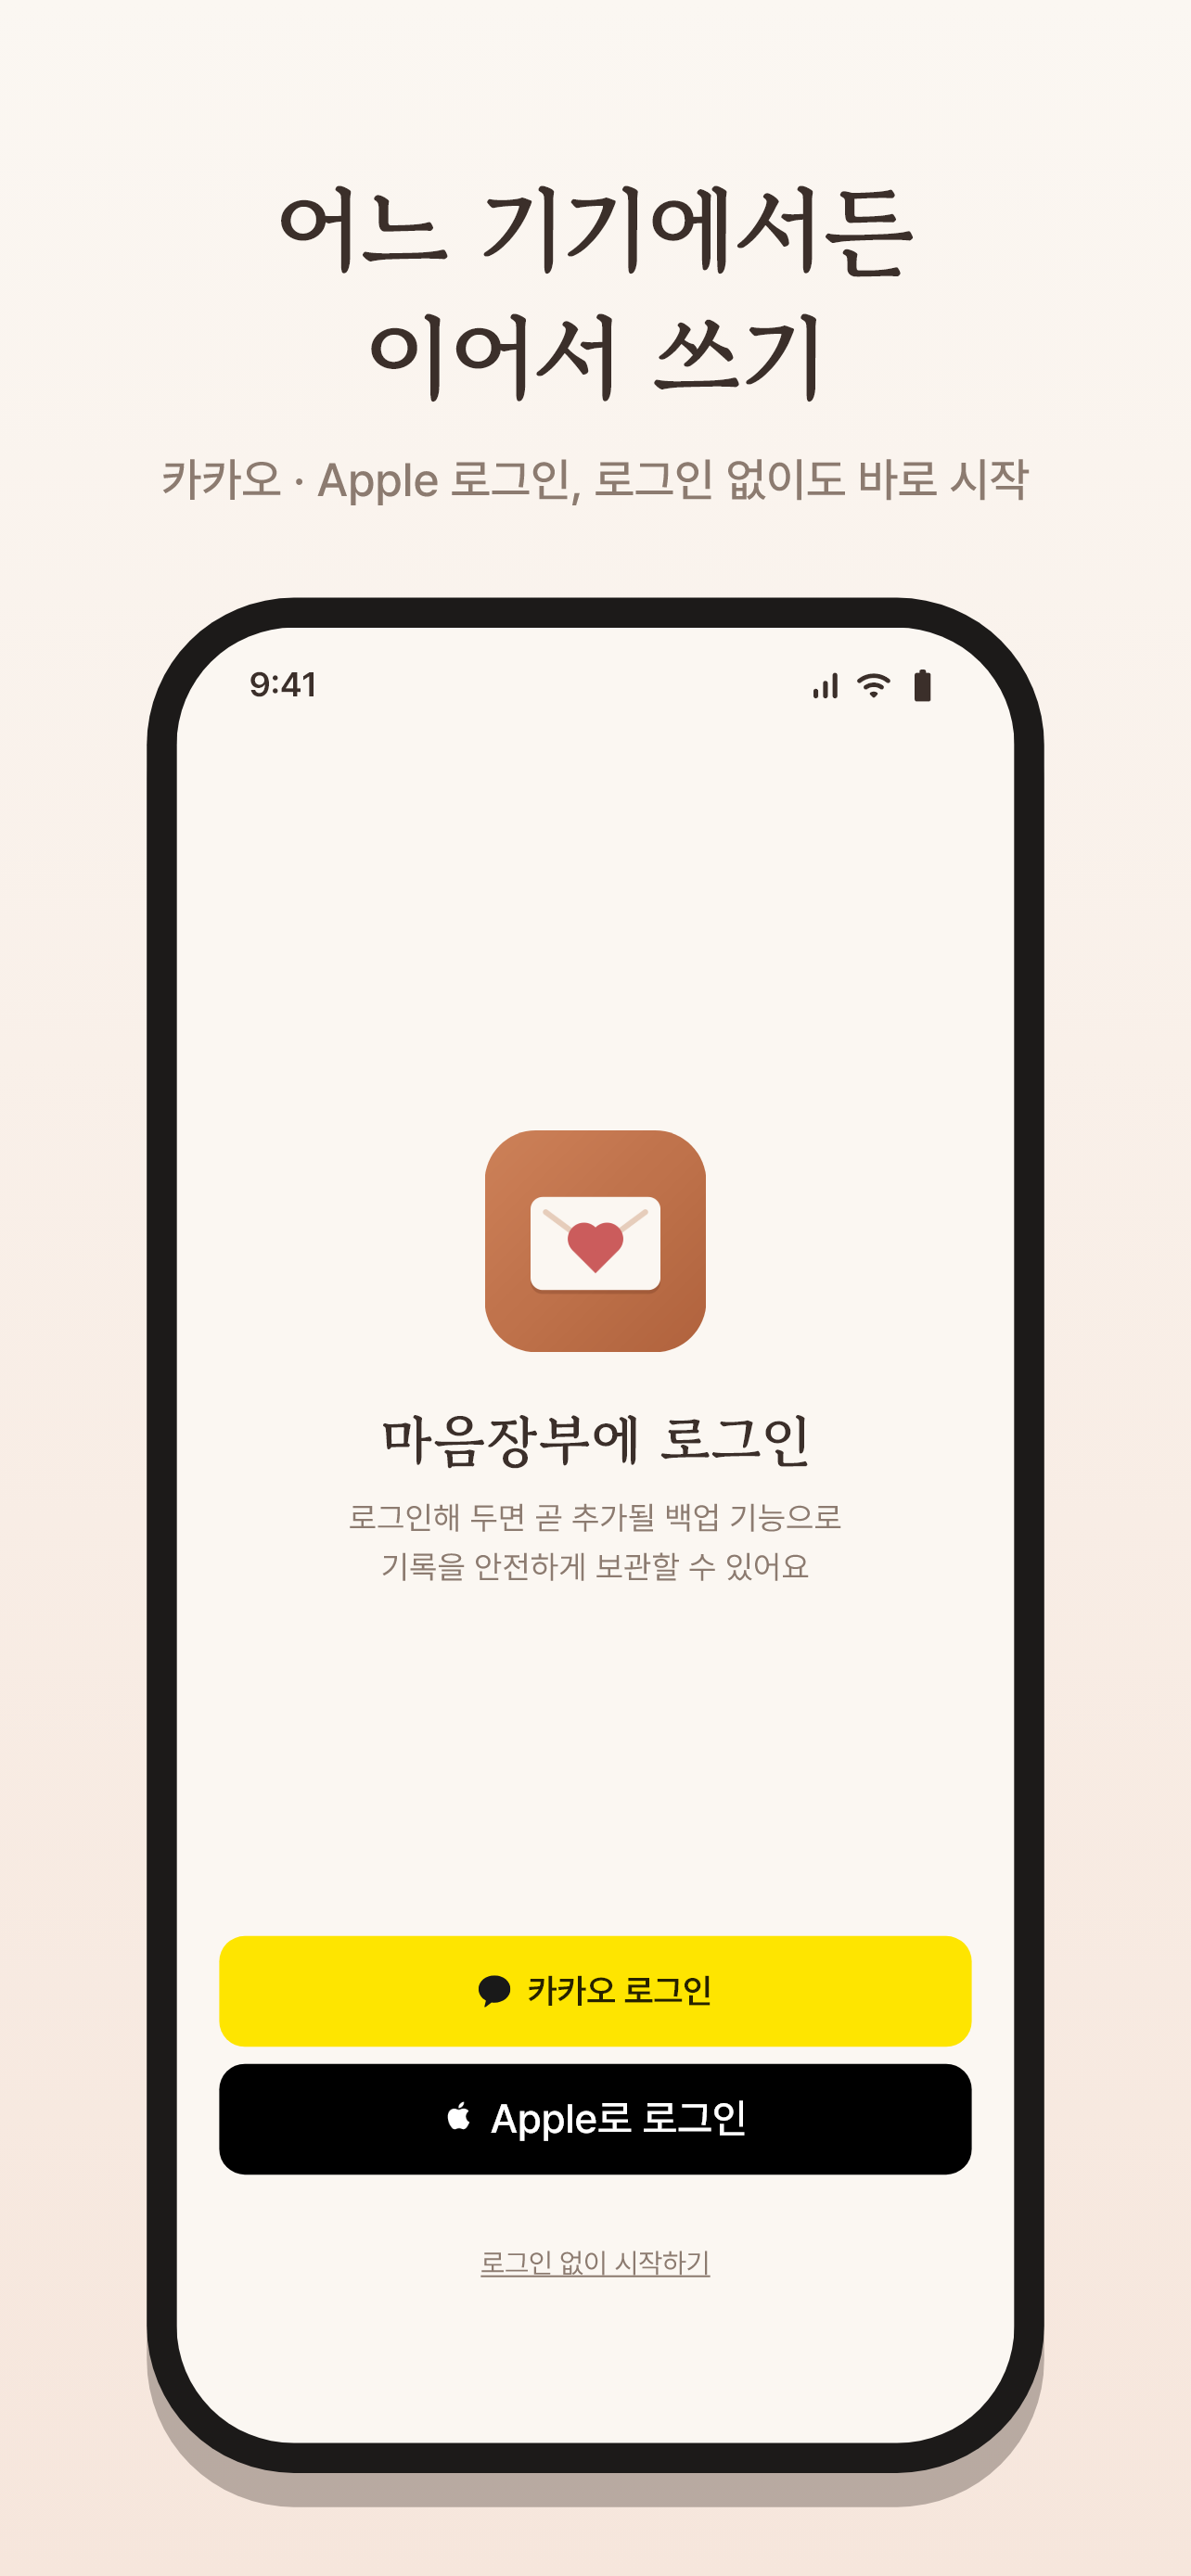 어느 기기에서든
이어서 쓰기
카카오 · Apple 로그인, 로그인 없이도 바로 시작
9:41
마음장부에 로그인
로그인해 두면 곧 추가될 백업 기능으로
기록을 안전하게 보관할 수 있어요
카카오 로그인
Apple로 로그인
로그인 없이 시작하기